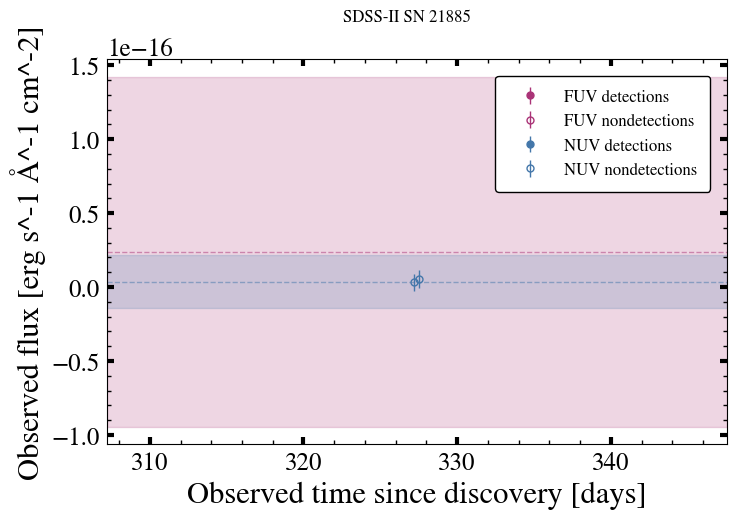 SDSS-II SN 21885
1e−16
1.5
1.0
0.5
0.0
−0.5
−1.0
Observed flux [erg s^-1 Å^-1 cm^-2]
FUV detections
FUV nondetections
NUV detections
NUV nondetections
310 320 330 340
Observed time since discovery [days]